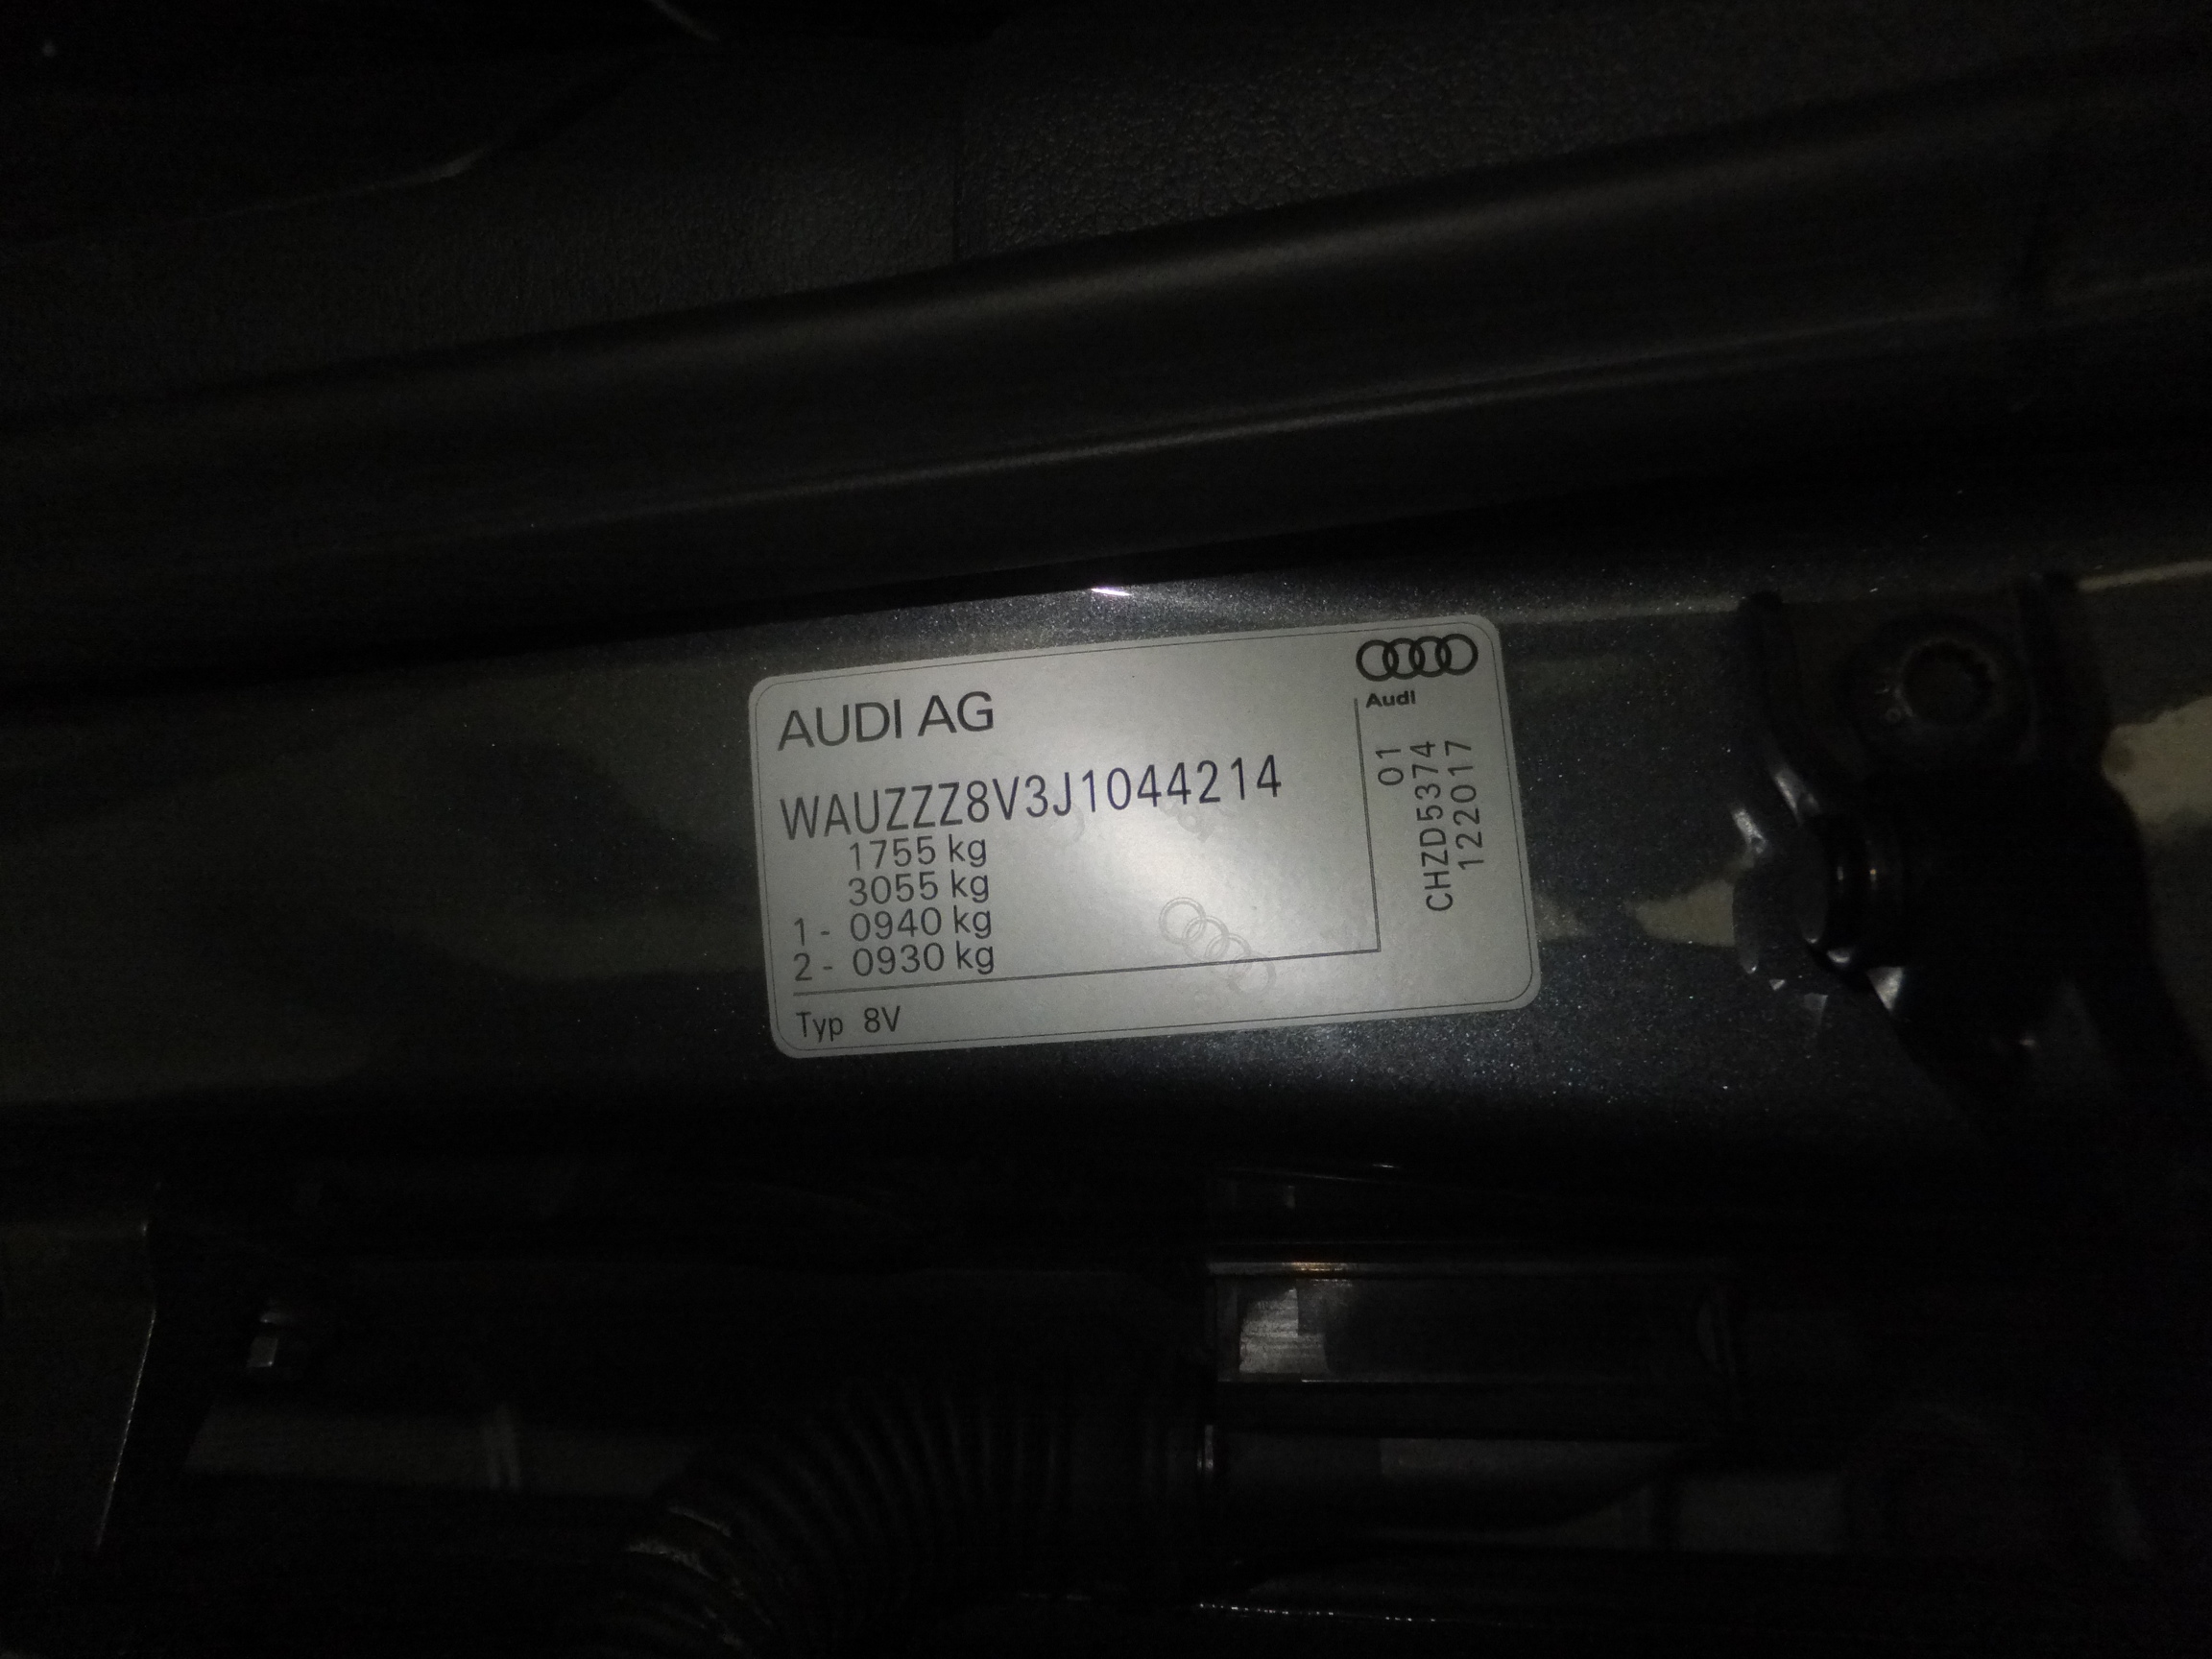 AUDI AG
Audi
WAUZZZ8V3J1044214
1755 kg
3055 kg
1 - 0940 kg
2 - 0930 kg
Typ 8V
01
CHZD5374
122017